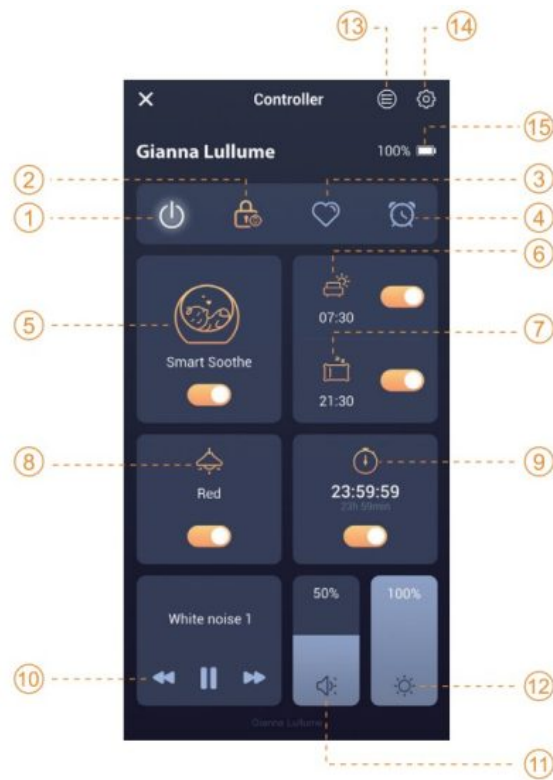 13 14
Controller
15
Gianna Lullume
100%
2
3
1
4
6
07:30
5
7
Smart Soothe
21:30
8
9
Red
23:59:59
23h 59min
50%
100%
White noise 1
10
12
Gianna Lullume
11